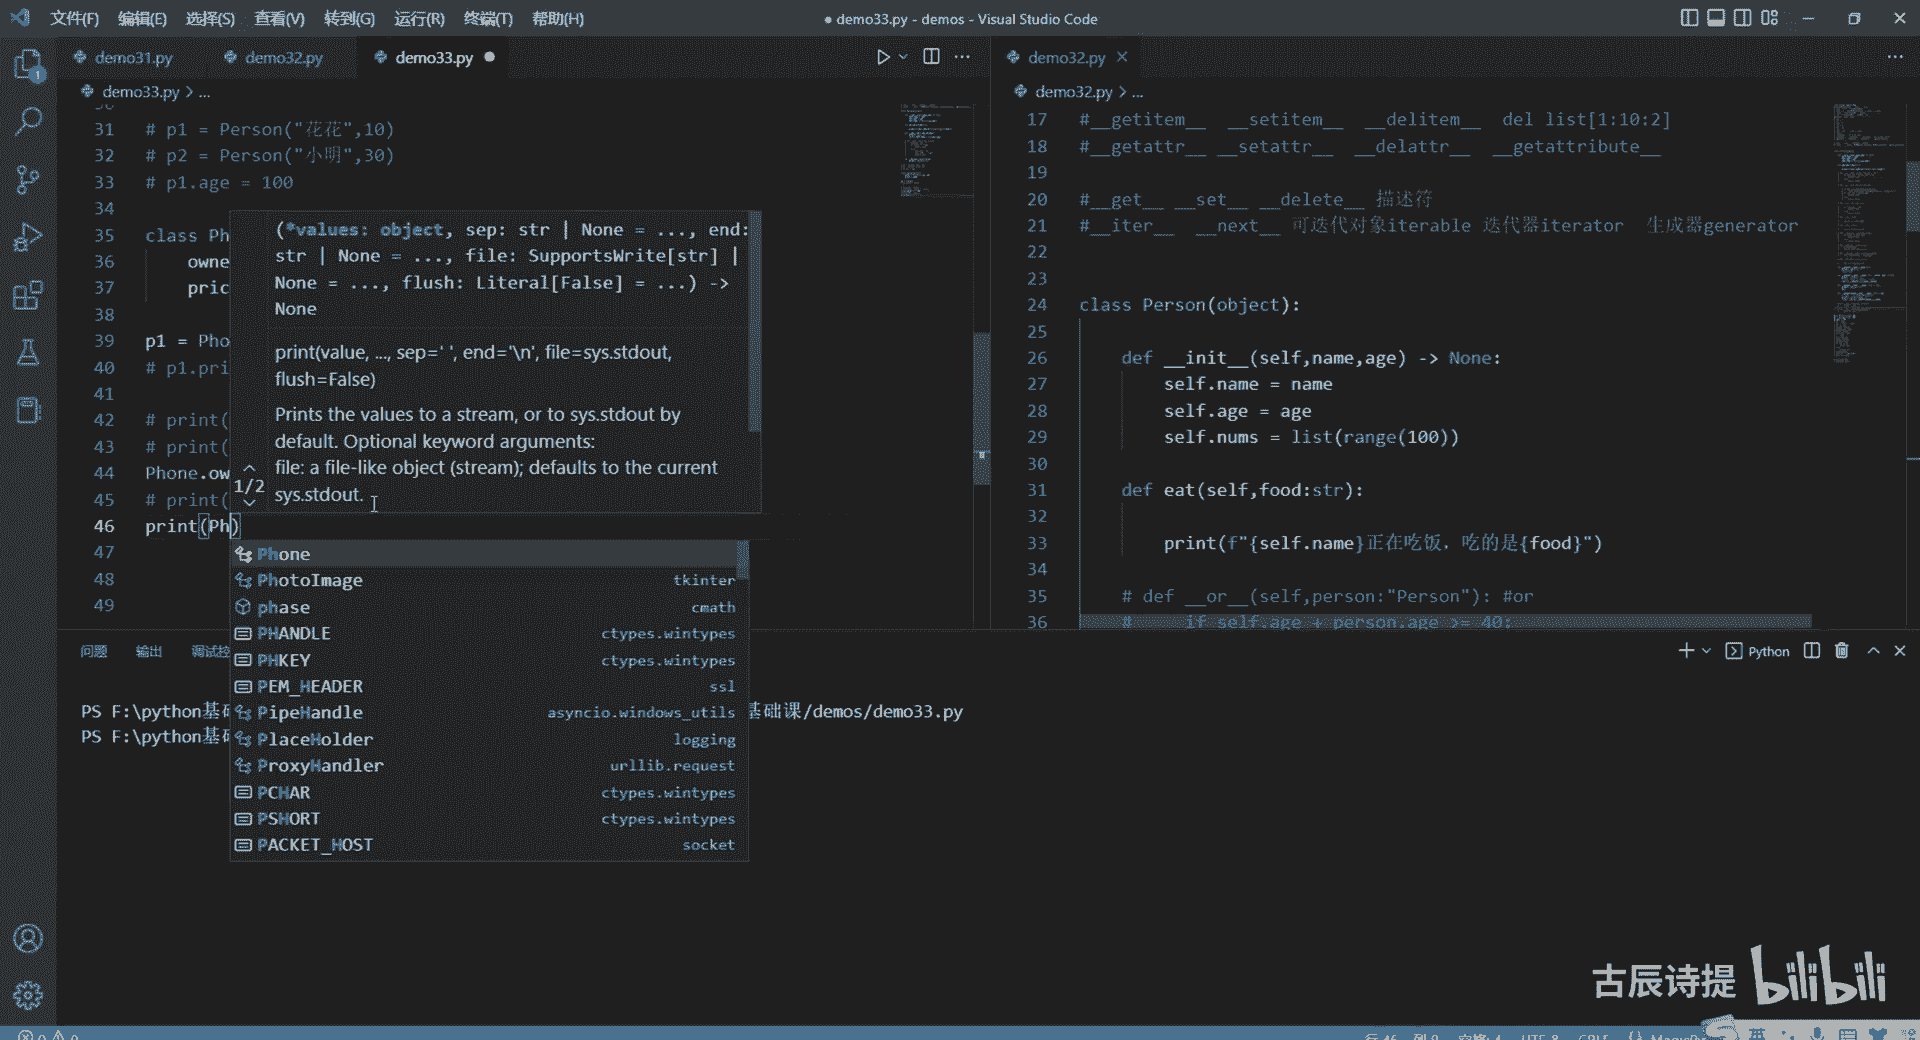 文件(F) 编辑(E) 选择(S) 查看(V) 转到(G) 运行(R) 终端(T) 帮助(H)
● demo33.py - demos - Visual Studio Code
demo31.py demo32.py demo33.py ●
demo33.py > ...
31 # p1 = Person("花花",10)
32 # p2 = Person("小明",30)
33 # p1.age = 100
34
35 class Ph
36 owne
37 pric
38
39 p1 = Pho
40 # p1.pri
41
42 # print(
43 # print(
44 Phone.ow
45 # print(
46 print(Ph)
47
48
49
(*values: object, sep: str | None = ..., end:
str | None = ..., file: SupportsWrite[str] |
None = ..., flush: Literal[False] = ...) ->
None
print(value, ..., sep=' ', end='\n', file=sys.stdout,
flush=False)
Prints the values to a stream, or to sys.stdout by
default. Optional keyword arguments:
file: a file-like object (stream); defaults to the current
sys.stdout.
1/2
Phone
PhotoImage tkinter
phase cmath
PHANDLE ctypes.wintypes
PHKEY ctypes.wintypes
PEM_HEADER ssl
PipeHandle asyncio.windows_utils
PlaceHolder logging
ProxyHandler urllib.request
PCHAR ctypes.wintypes
PSHORT ctypes.wintypes
PACKET_HOST socket
demo32.py
demo32.py > ...
17 #__getitem__ __setitem__ __delitem__ del list[1:10:2]
18 #__getattr__ __setattr__ __delattr__ __getattribute__
19
20 #__get__ __set__ __delete__ 描述符
21 #__iter__ __next__ 可迭代对象iterable 迭代器iterator 生成器generator
22
23
24 class Person(object):
25
26 def __init__(self,name,age) -> None:
27 self.name = name
28 self.age = age
29 self.nums = list(range(100))
30
31 def eat(self,food:str):
32
33 print(f"{self.name}正在吃饭，吃的是{food}")
34
35 # def __or__(self,person:"Person"): #or
36 # if self.age + person.age >= 40:
问题 输出 调试控
Python
PS F:\python基础 基础课/demos/demo33.py
PS F:\python基础
古辰诗提 bilibili